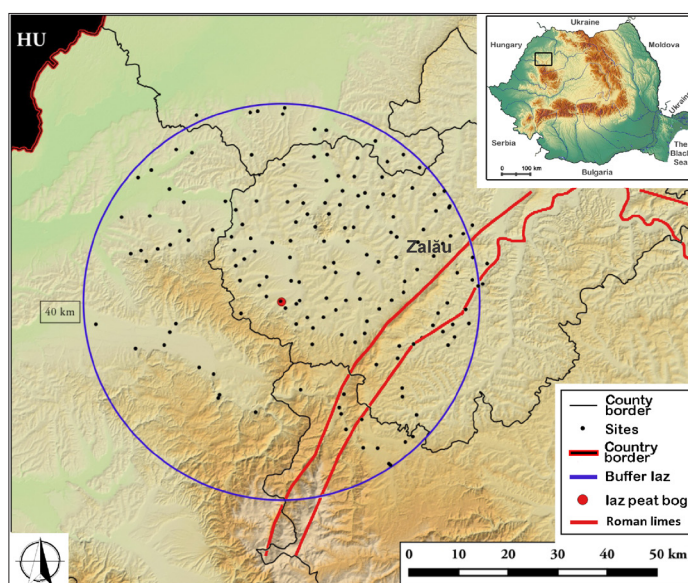 HU
Ukraine
Hungary
Moldova
Ukraine
Serbia
The
Black
Sea
0 100 km
Bulgaria
Zalău
40 km
County
border
Sites
Country
border
Buffer Iaz
Iaz peat bog
Roman limes
0 10 20 30 40 50 km